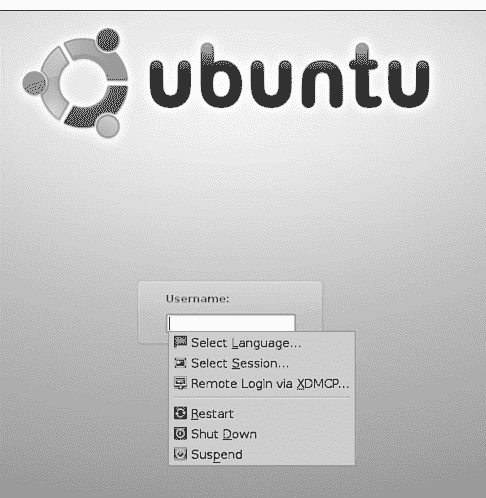 ubuntu
Username:
Select Language...
Select Session...
Remote Login via XDMCP...
Restart
Shut Down
Suspend